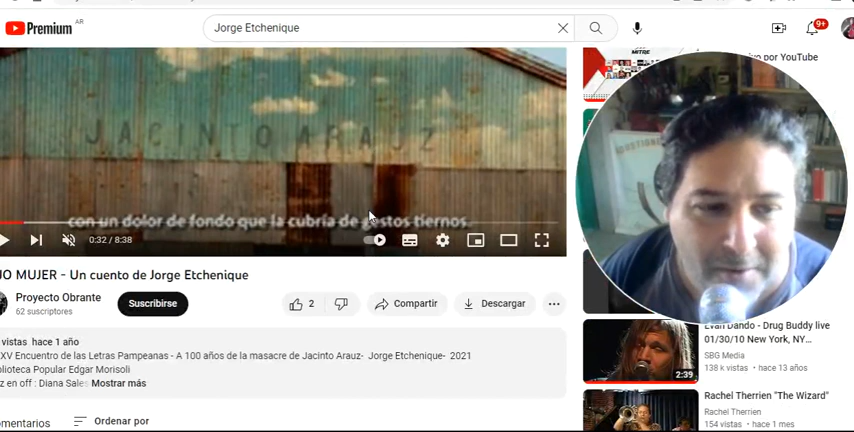 Premium AR
Jorge Etchenique
9+
JACINTO ARAUZ
con un dolor de fondo que la cubría de gestos tiernos.
0:32 / 8:38
JO MUJER - Un cuento de Jorge Etchenique
Proyecto Obrante
62 suscriptores
Suscribirse
2
Compartir
Descargar
vistas hace 1 año
XV Encuentro de las Letras Pampeanas - A 100 años de la masacre de Jacinto Arauz- Jorge Etchenique- 2021
blioteca Popular Edgar Morisoli
z en off : Diana Sales Mostrar más
omentarios
Ordenar por
MITRE
vo por YouTube
Evan Dando - Drug Buddy live
01/30/10 New York, NY...
SBG Media
138 k vistas • hace 13 años
2:39
Rachel Therrien "The Wizard"
Rachel Therrien
154 vistas • hace 1 mes